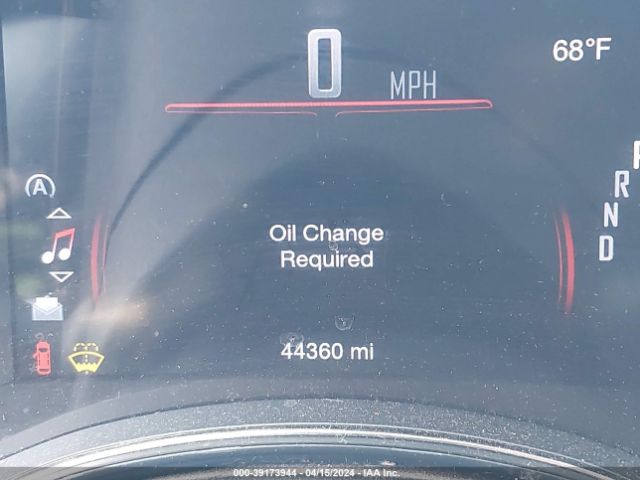 0
MPH
68°F
A
P
R
N
D
Oil Change
Required
44360 mi
000-39173944 - 04/15/2024 - IAA Inc.